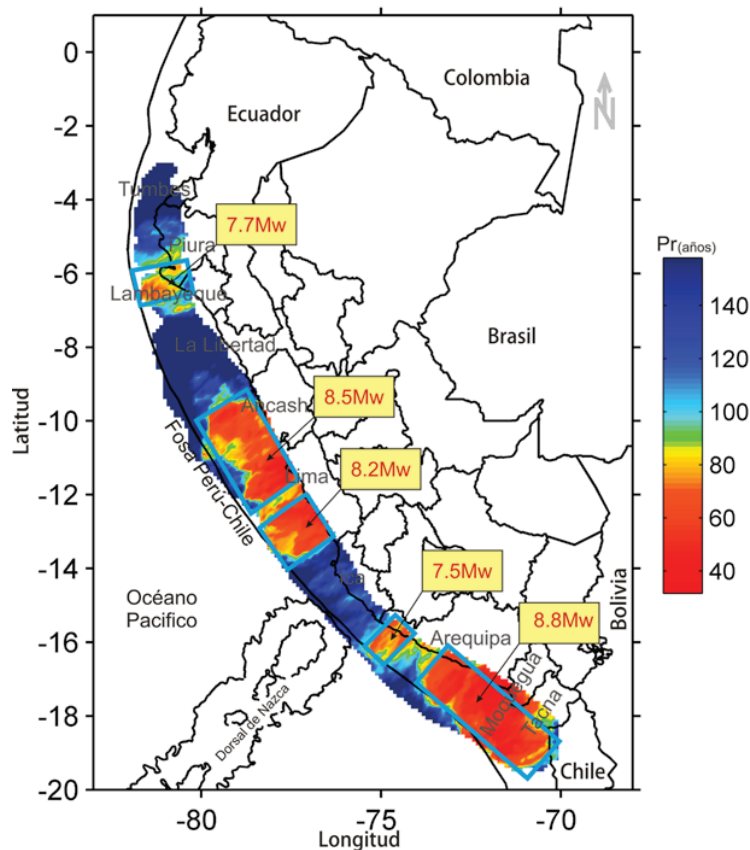 0
-2
-4
-6
-8
-10
-12
-14
-16
-18
-20
Latitud
-80
-75
-70
Longitud
Colombia
Ecuador
N
Tumbes
7.7Mw
Piura
Lambayeque
La Libertad
Brasil
Ancash
8.5Mw
Fosa Perú-Chile
Lima
8.2Mw
Ica
7.5Mw
Océano
Pacifico
Arequipa
8.8Mw
Bolivia
Moquegua
Tacna
Dorsal de Nazca
Chile
Pr(años)
140
120
100
80
60
40